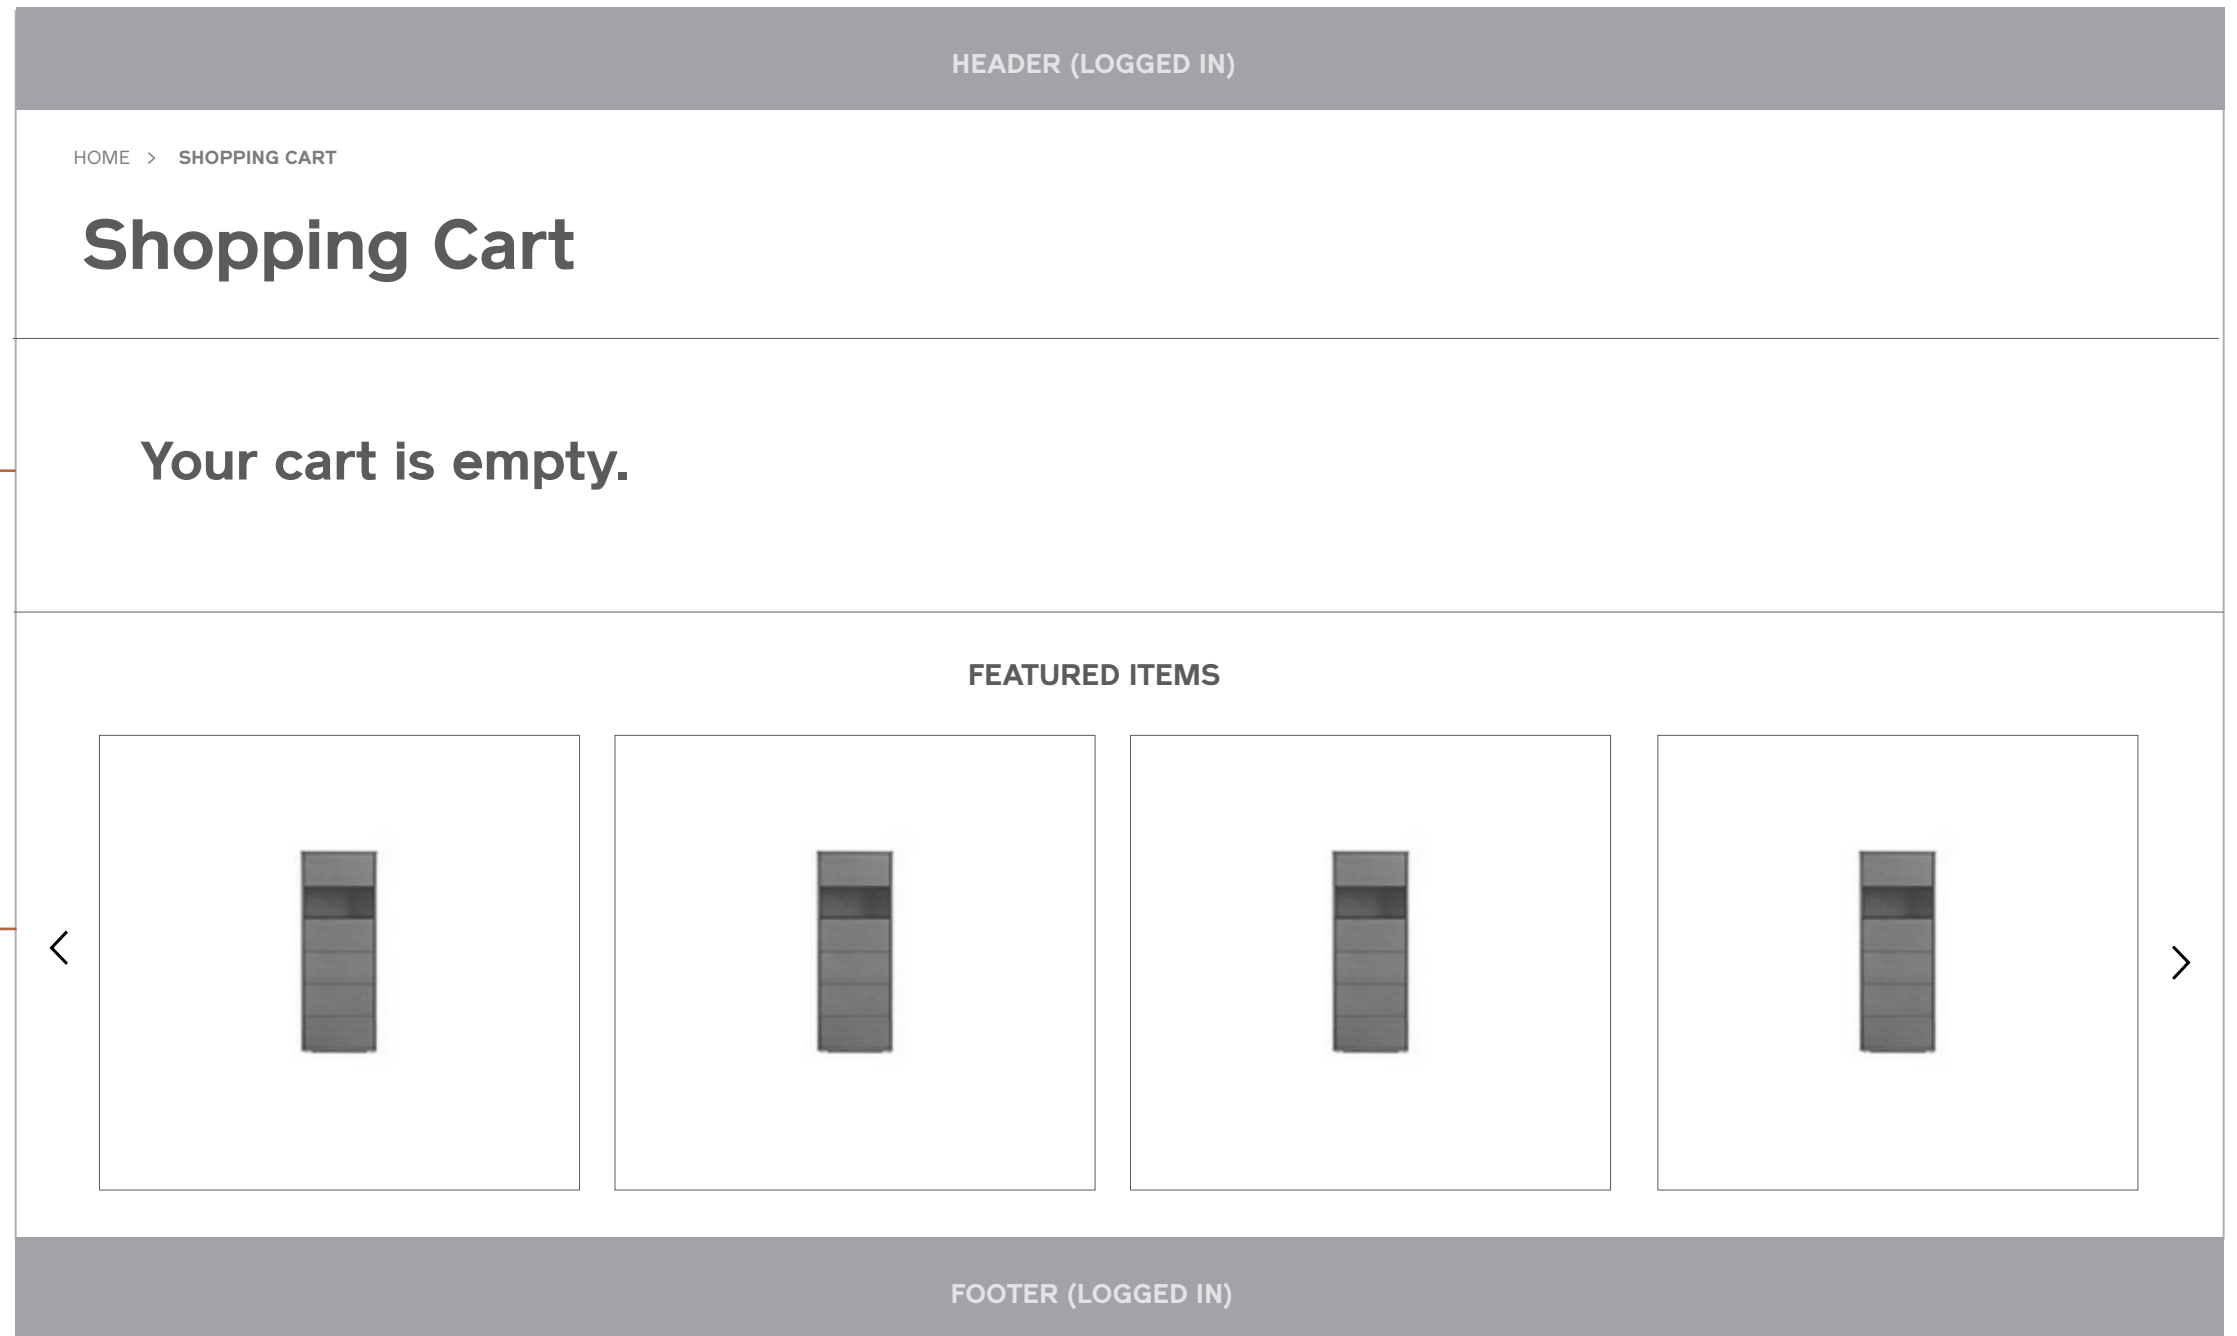 HEADER (LOGGED IN)
HOME > SHOPPING CART
Shopping Cart
Your cart is empty.
FEATURED ITEMS
FOOTER (LOGGED IN)